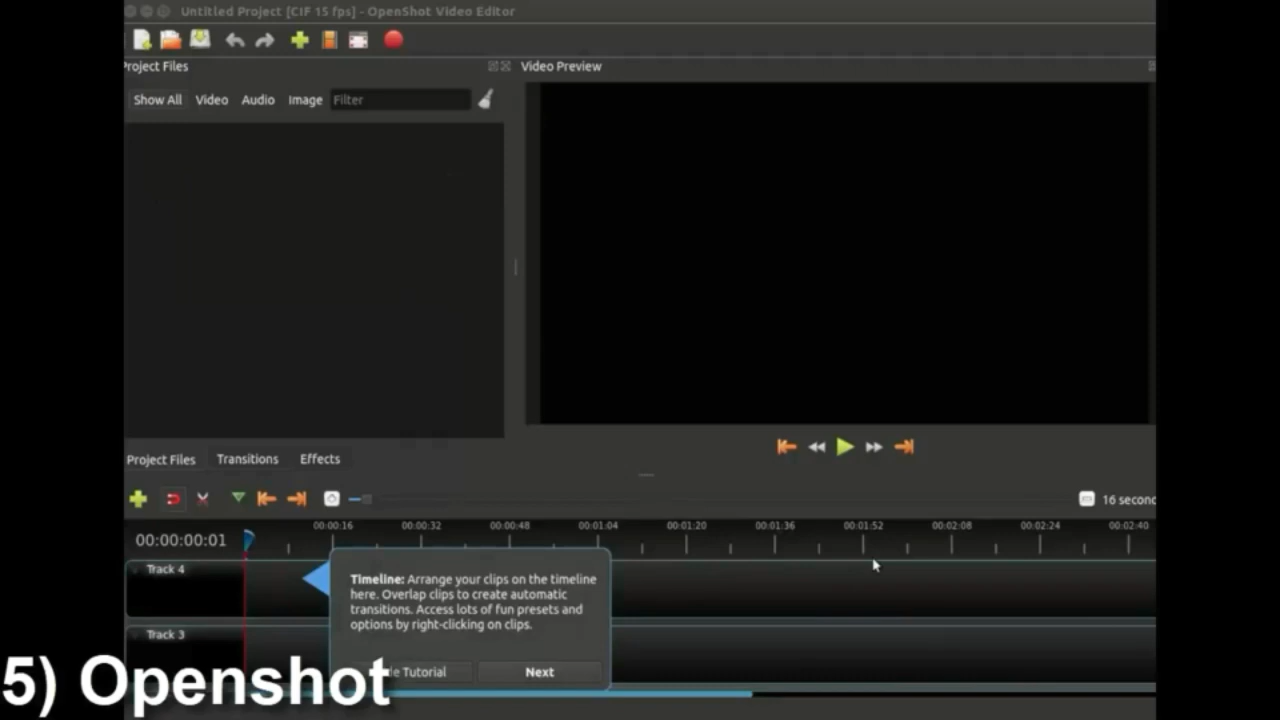 Untitled Project [CIF 15 fps] - OpenShot Video Editor
Project Files
Video Preview
Show All Video Audio Image Filter
Project Files Transitions Effects
16
00:00:16 00:00:32 00:00:48 00:01:04 00:01:20 00:01:36 00:01:52 00:02:08 00:02:24 00:02:40
00:00:00:01
Track 4
Timeline: Arrange your clips on the timeline
here. Overlap clips to create automatic
transitions. Access lots of fun presets and
options by right-clicking on clips.
Track 3
Tutorial Next
5) Openshot